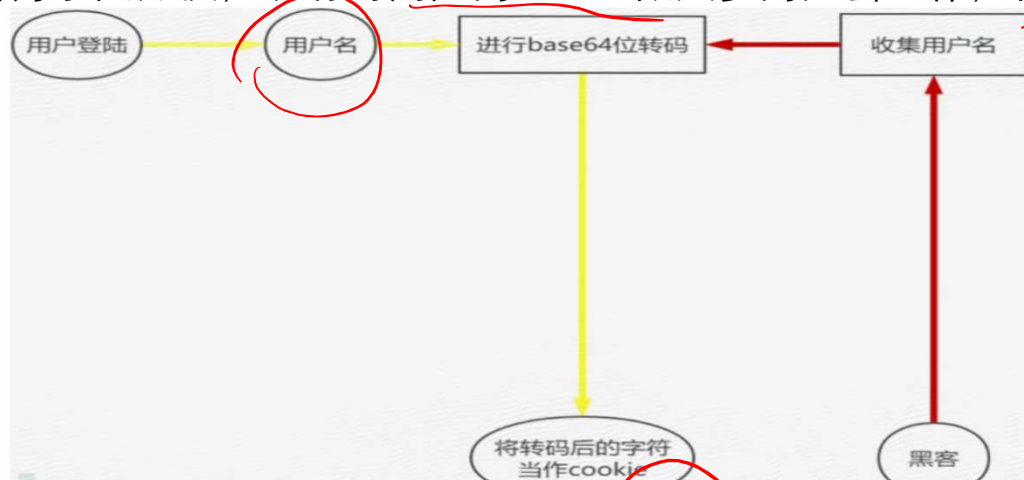 用户登陆
用户名
进行base64位转码
收集用户名
将转码后的字符
当作cookie
黑客